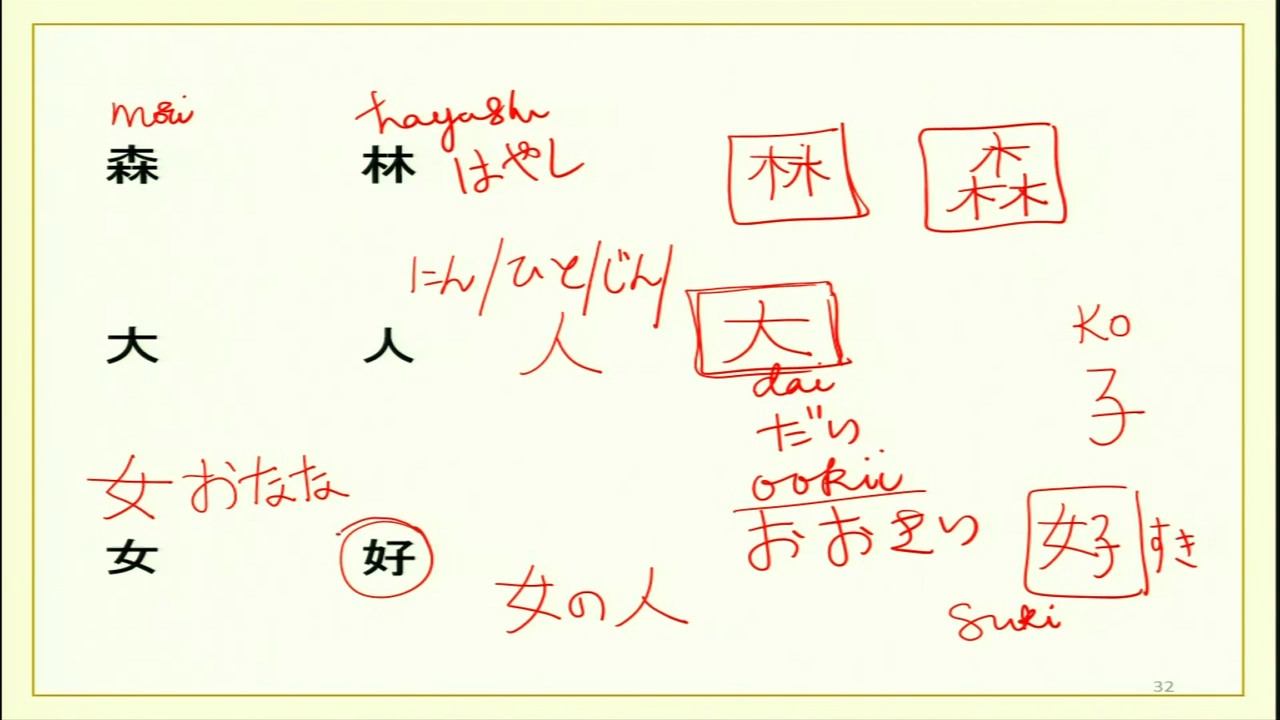 mori
hayashi
森 林 はやし 林 森
にん/ひと/じん/
大 人 人 大
dai
だい
ookii
おおきい
KO
子
女 おなな
女 好
女の人
好 すき
suki
32